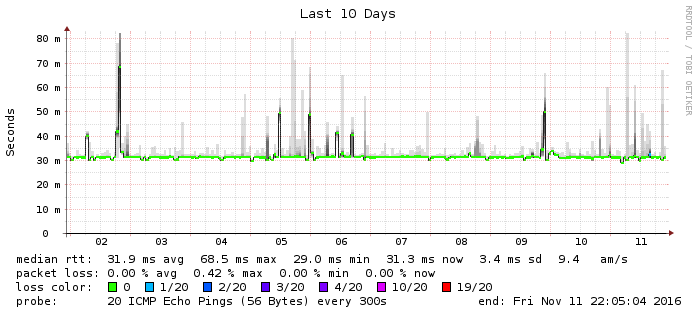 Last 10 Days
RRDTOOL / TOBI OETIKER
Seconds
80 m
70 m
60 m
50 m
40 m
30 m
20 m
10 m
0
02 03 04 05 06 07 08 09 10 11
median rtt: 31.9 ms avg 68.5 ms max 29.0 ms min 31.3 ms now 3.4 ms sd 9.4 am/s
packet loss: 0.00 % avg 0.42 % max 0.00 % min 0.00 % now
loss color: 0 1/20 2/20 3/20 4/20 10/20 19/20
probe: 20 ICMP Echo Pings (56 Bytes) every 300s end: Fri Nov 11 22:05:04 2016